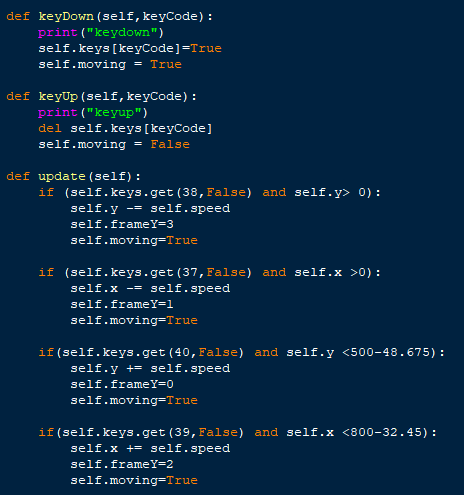 def keyDown(self,keyCode):
    print("keydown")
    self.keys[keyCode]=True
    self.moving = True
def keyUp(self,keyCode):
    print("keyup")
    del self.keys[keyCode]
    self.moving = False
def update(self):
    if (self.keys.get(38,False) and self.y> 0):
        self.y -= self.speed
        self.frameY=3
        self.moving=True
    if (self.keys.get(37,False) and self.x >0):
        self.x -= self.speed
        self.frameY=1
        self.moving=True
    if(self.keys.get(40,False) and self.y <500-48.675):
        self.y += self.speed
        self.frameY=0
        self.moving=True
    if(self.keys.get(39,False) and self.x <800-32.45):
        self.x += self.speed
        self.frameY=2
        self.moving=True